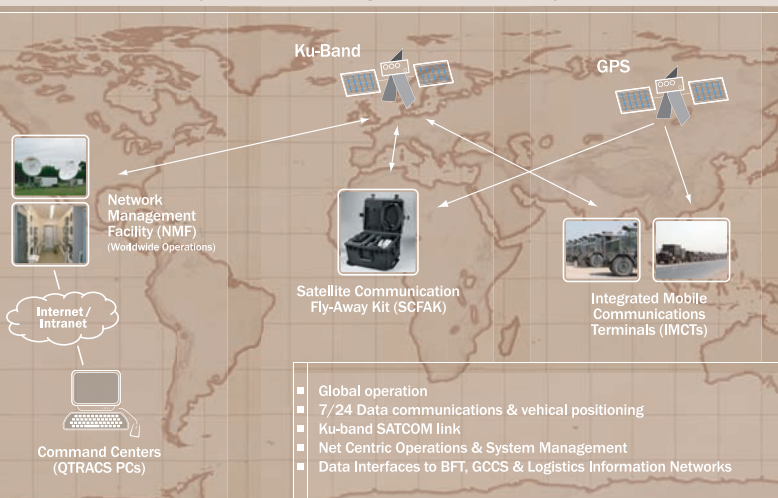 Ku-Band
GPS
Network
Management
Facility (NMF)
(Worldwide Operations)
Internet /
Intranet
Command Centers
(QTRACS PCs)
Satellite Communication
Fly-Away Kit (SCFAK)
Integrated Mobile
Communications
Terminals (IMCTs)
■ Global operation
■ 7/24 Data communications & vehical positioning
■ Ku-band SATCOM link
■ Net Centric Operations & System Management
■ Data Interfaces to BFT, GCCS & Logistics Information Networks